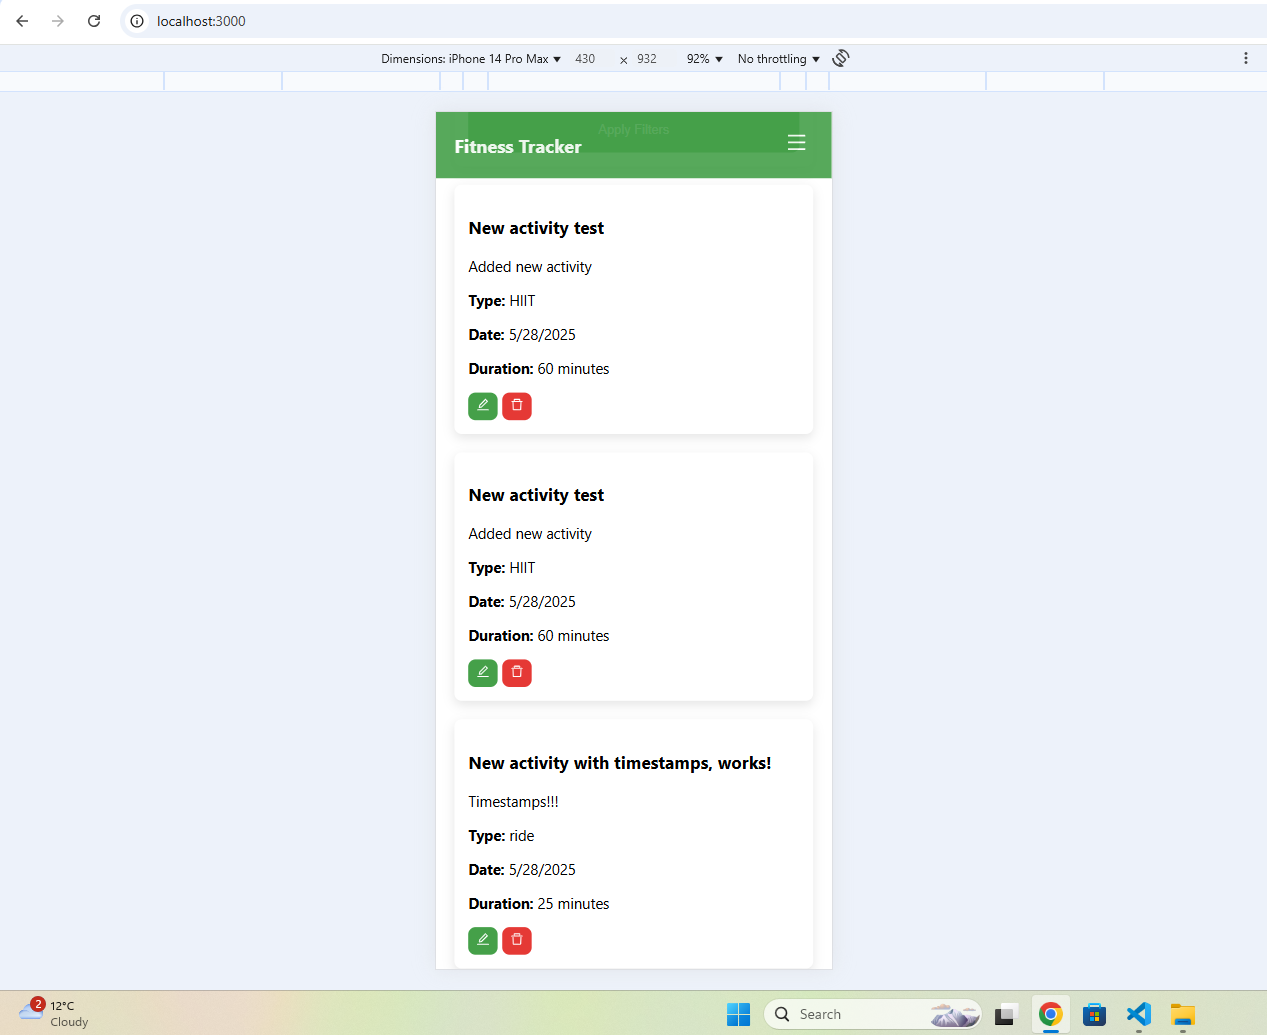 localhost:3000
Dimensions: iPhone 14 Pro Max ▼ 430 × 932 92% ▼ No throttling ▼
Apply Filters
Fitness Tracker
New activity test
Added new activity
Type: HIIT
Date: 5/28/2025
Duration: 60 minutes
New activity test
Added new activity
Type: HIIT
Date: 5/28/2025
Duration: 60 minutes
New activity with timestamps, works!
Timestamps!!!
Type: ride
Date: 5/28/2025
Duration: 25 minutes
2
12°C
Cloudy
Search